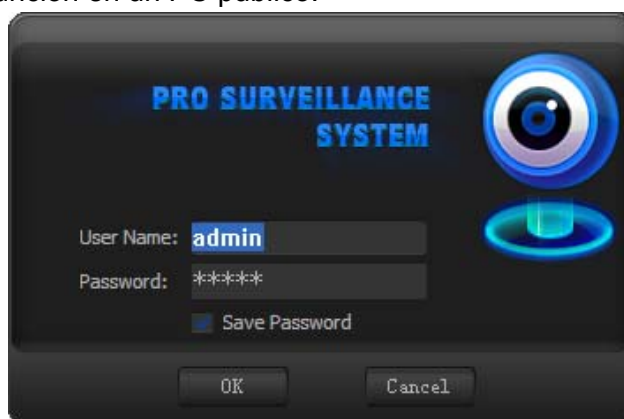 PRO SURVEILLANCE
SYSTEM
User Name: admin
Password: *****
Save Password
OK Cancel